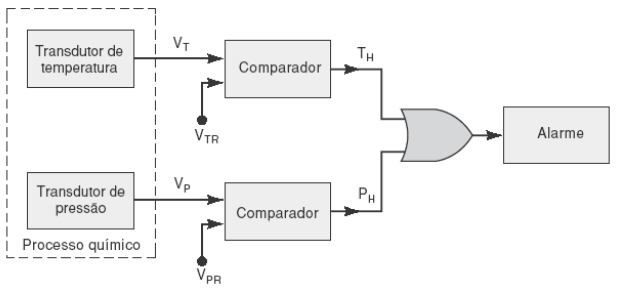 Transdutor de
temperatura
V_T
Comparador
T_H
V_TR
Alarme
Transdutor de
pressão
V_P
Comparador
P_H
Processo químico
V_PR